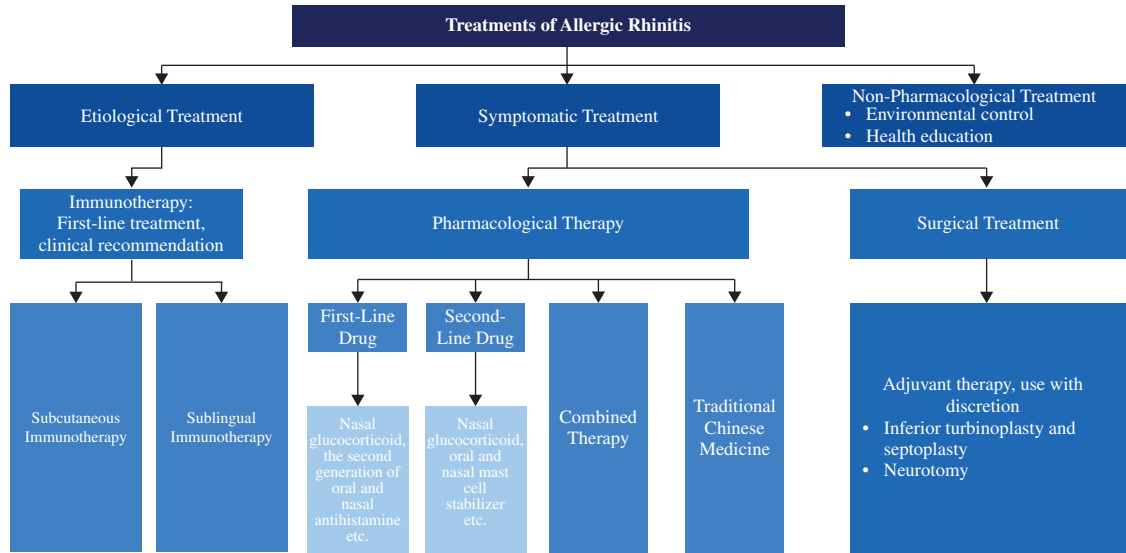 Treatments of Allergic Rhinitis
Etiological Treatment
Symptomatic Treatment
Non-Pharmacological Treatment
• Environmental control
• Health education
Immunotherapy:
First-line treatment,
clinical recommendation
Pharmacological Therapy
Surgical Treatment
Subcutaneous
Immunotherapy
Sublingual
Immunotherapy
First-Line
Drug
Second-
Line Drug
Nasal
glucocorticoid,
the second
generation of
oral and
nasal
antihistamine
etc.
Nasal
glucocorticoid,
oral and
nasal mast
cell
stabilizer
etc.
Combined
Therapy
Traditional
Chinese
Medicine
Adjuvant therapy, use with
discretion
• Inferior turbinoplasty and
septoplasty
• Neurotomy